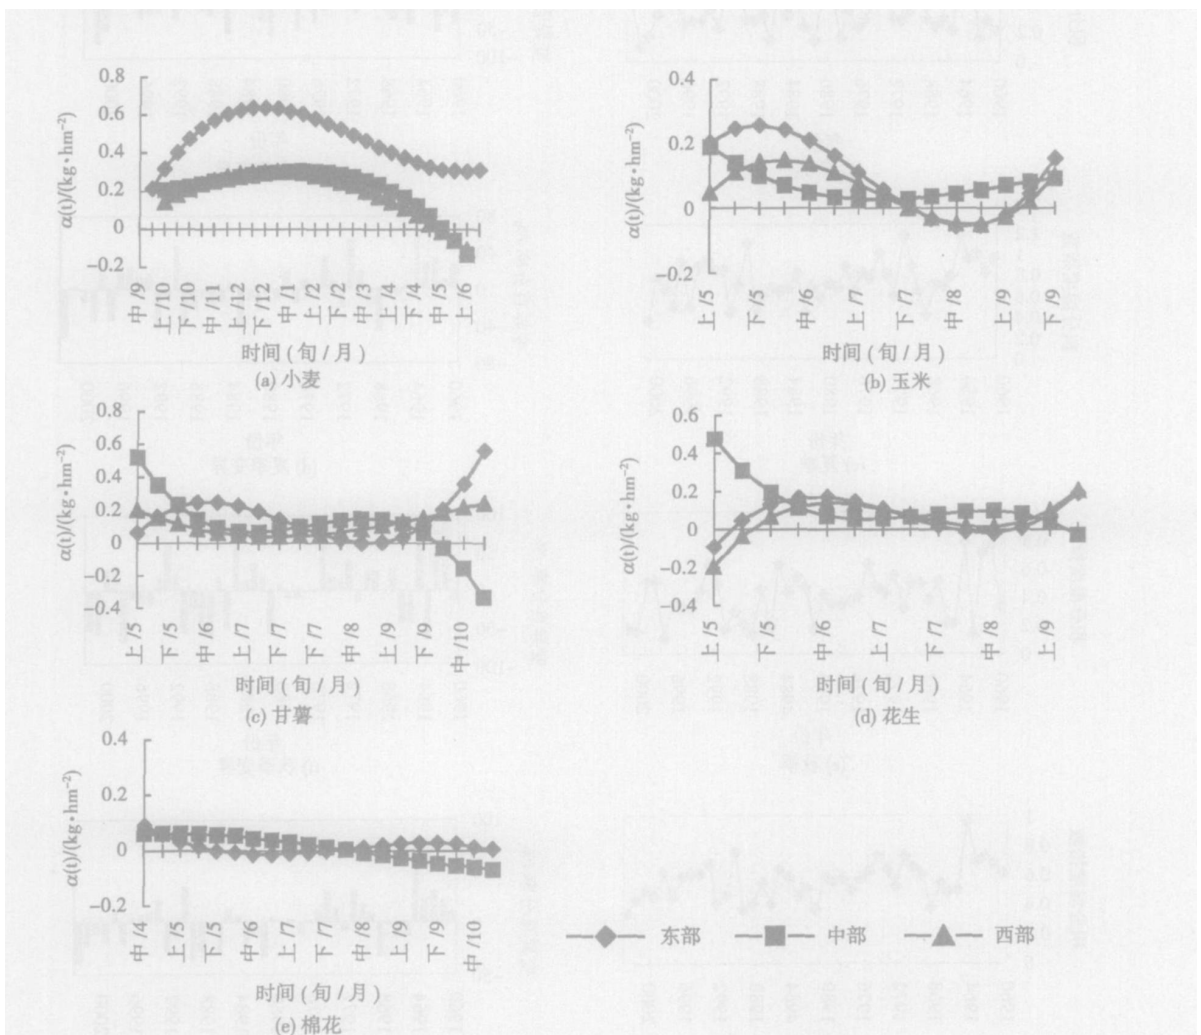 0.8
0.6
0.4
0.2
0
−0.2
α(t)/(kg·hm⁻²)
中/9
上/10
下/10
中/11
上/12
下/12
中/1
上/2
下/2
中/3
上/4
下/4
中/5
上/6
时间(旬/月)
(a) 小麦
0.4
0.2
0
−0.2
α(t)/(kg·hm⁻²)
上/5
下/5
中/6
上/7
下/7
中/8
上/9
下/9
时间(旬/月)
(b) 玉米
0.8
0.6
0.4
0.2
0
−0.2
−0.4
α(t)/(kg·hm⁻²)
上/5
下/5
中/6
上/7
下/7
下/7
中/8
上/9
下/9
中/10
时间(旬/月)
(c) 甘薯
0.6
0.4
0.2
0
−0.2
−0.4
α(t)/(kg·hm⁻²)
上/5
下/5
中/6
上/7
下/7
中/8
上/9
时间(旬/月)
(d) 花生
0.4
0.2
0
−0.2
α(t)/(kg·hm⁻²)
中/4
上/5
下/5
中/6
上/7
下/7
中/8
上/9
下/9
中/10
时间(旬/月)
(e) 棉花
东部 中部 西部